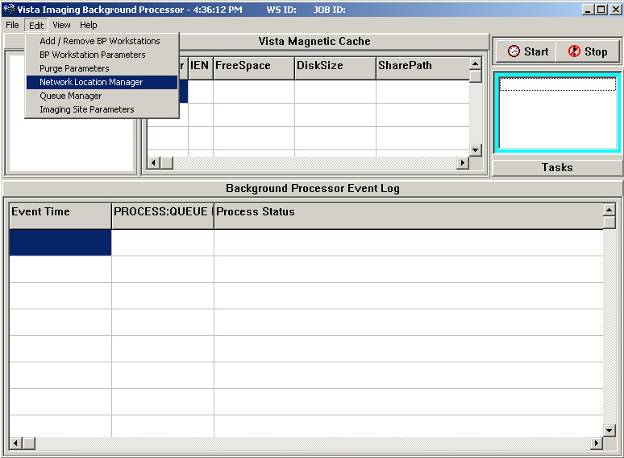 Vista Imaging Background Processor - 4:36:12 PM WS ID: JOB ID:
File Edit View Help
Add / Remove BP Workstations
BP Workstation Parameters
Purge Parameters
Network Location Manager
Queue Manager
Imaging Site Parameters
Vista Magnetic Cache
r IEN FreeSpace DiskSize SharePath
Start Stop
Tasks
Background Processor Event Log
Event Time PROCESS:QUEUE Process Status